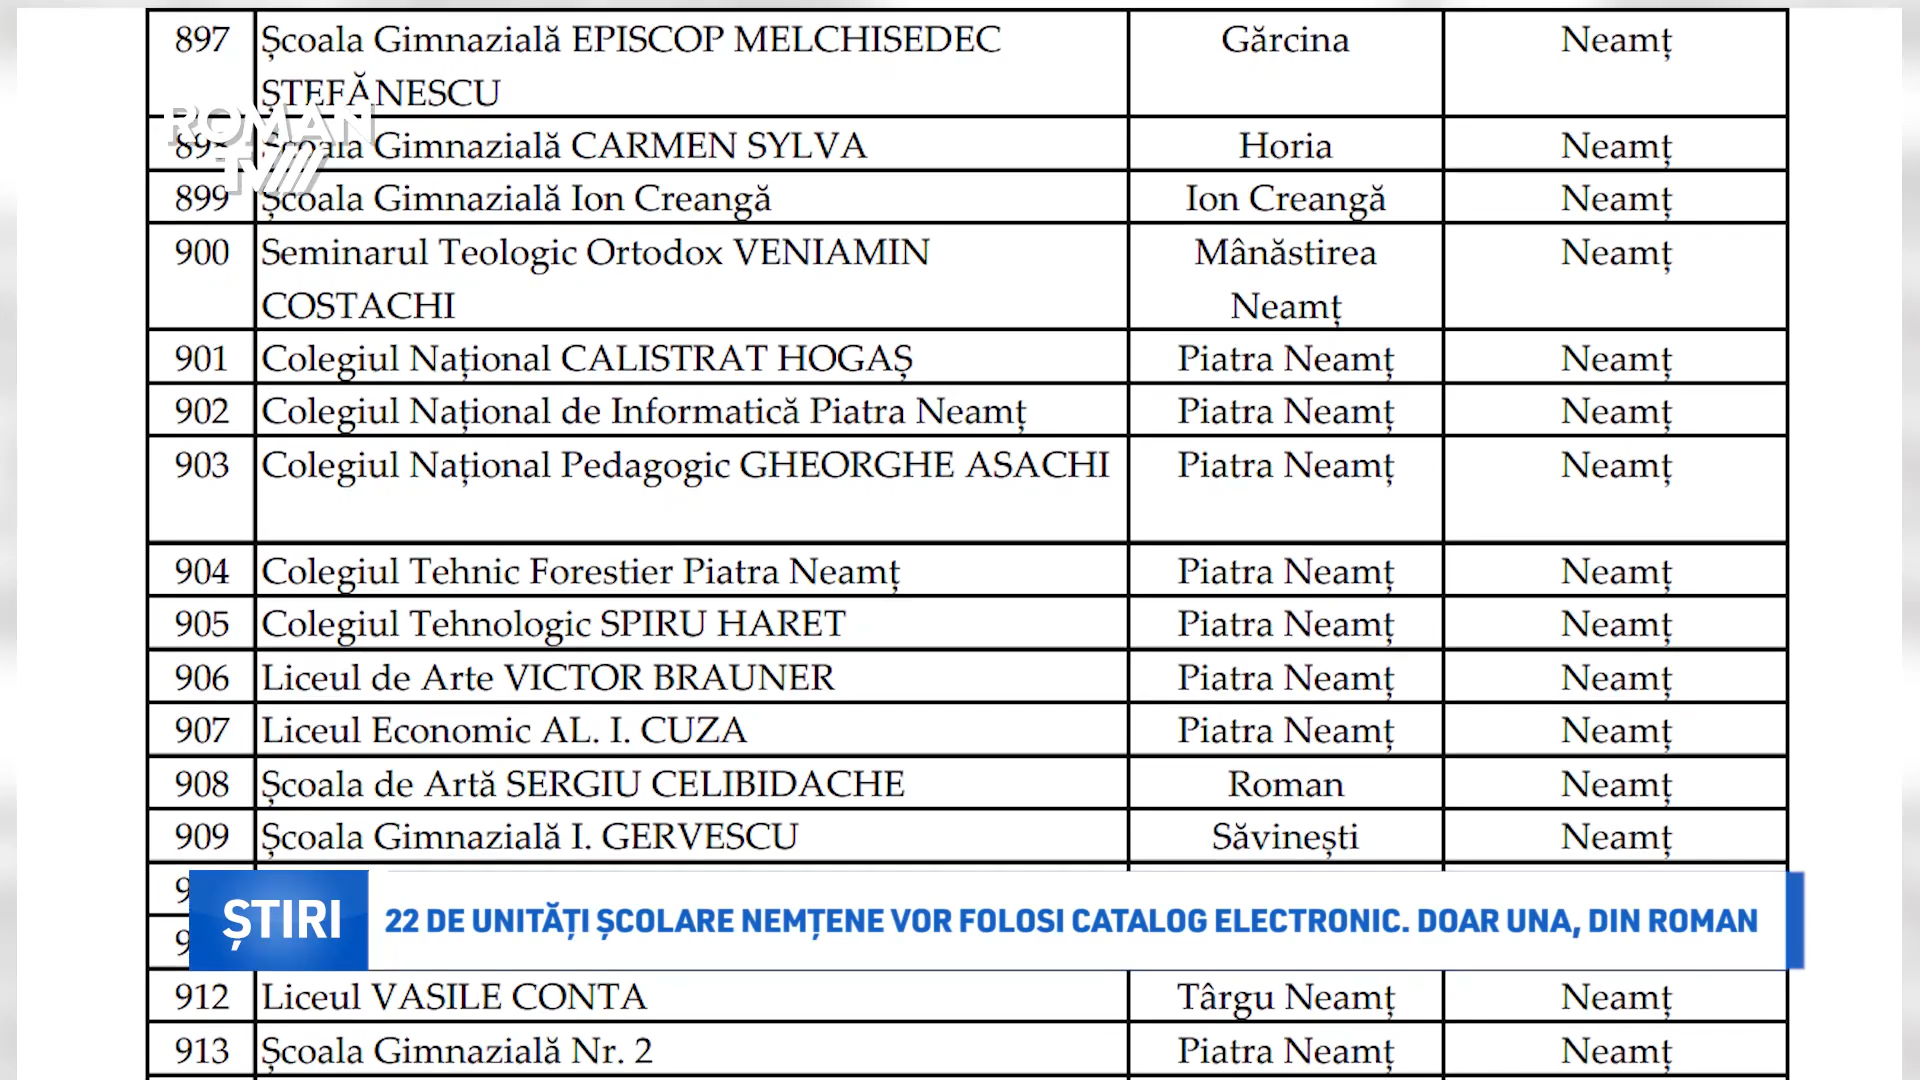 897 Școala Gimnazială EPISCOP MELCHISEDEC Gărcina Neamț
ȘTEFĂNESCU
ROMAN
TV
Școala Gimnazială CARMEN SYLVA Horia Neamț
899 Școala Gimnazială Ion Creangă Ion Creangă Neamț
900 Seminarul Teologic Ortodox VENIAMIN Mânăstirea Neamț
COSTACHI Neamț
901 Colegiul Național CALISTRAT HOGAȘ Piatra Neamț Neamț
902 Colegiul Național de Informatică Piatra Neamț Piatra Neamț Neamț
903 Colegiul Național Pedagogic GHEORGHE ASACHI Piatra Neamț Neamț
904 Colegiul Tehnic Forestier Piatra Neamț Piatra Neamț Neamț
905 Colegiul Tehnologic SPIRU HARET Piatra Neamț Neamț
906 Liceul de Arte VICTOR BRAUNER Piatra Neamț Neamț
907 Liceul Economic AL. I. CUZA Piatra Neamț Neamț
908 Școala de Artă SERGIU CELIBIDACHE Roman Neamț
909 Școala Gimnazială I. GERVESCU Săvinești Neamț
ȘTIRI 22 DE UNITĂȚI ȘCOLARE NEMȚENE VOR FOLOSI CATALOG ELECTRONIC. DOAR UNA, DIN ROMAN
912 Liceul VASILE CONTA Târgu Neamț Neamț
913 Școala Gimnazială Nr. 2 Piatra Neamț Neamț